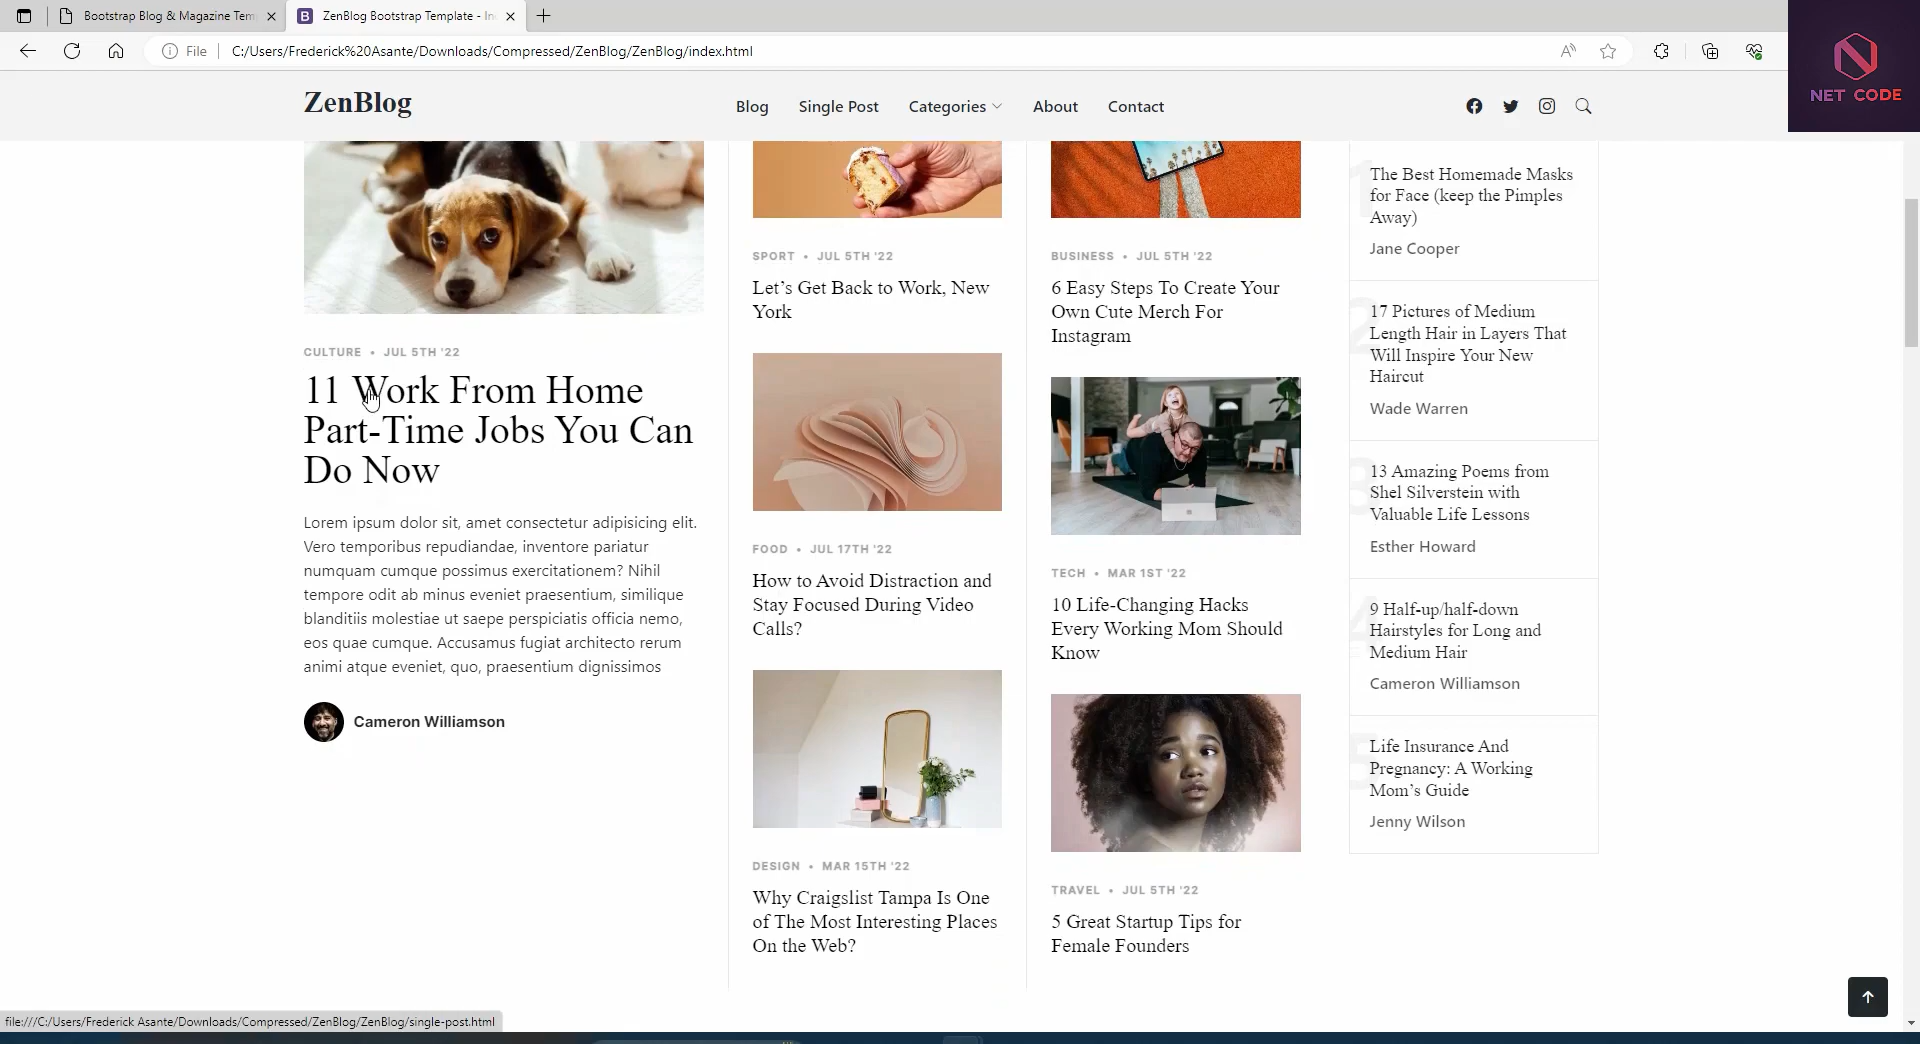 Bootstrap Blog & Magazine Tem
ZenBlog Bootstrap Template - In
File
C:/Users/Frederick%20Asante/Downloads/Compressed/ZenBlog/ZenBlog/index.html
NET CODE
ZenBlog
Blog
Single Post
Categories
About
Contact
CULTURE • JUL 5TH '22
11 Work From Home
Part-Time Jobs You Can
Do Now
Lorem ipsum dolor sit, amet consectetur adipisicing elit.
Vero temporibus repudiandae, inventore pariatur
numquam cumque possimus exercitationem? Nihil
tempore odit ab minus eveniet praesentium, similique
blanditiis molestiae ut saepe perspiciatis officia nemo,
eos quae cumque. Accusamus fugiat architecto rerum
animi atque eveniet, quo, praesentium dignissimos
Cameron Williamson
SPORT • JUL 5TH '22
Let’s Get Back to Work, New
York
FOOD • JUL 17TH '22
How to Avoid Distraction and
Stay Focused During Video
Calls?
DESIGN • MAR 15TH '22
Why Craigslist Tampa Is One
of The Most Interesting Places
On the Web?
BUSINESS • JUL 5TH '22
6 Easy Steps To Create Your
Own Cute Merch For
Instagram
TECH • MAR 1ST '22
10 Life-Changing Hacks
Every Working Mom Should
Know
TRAVEL • JUL 5TH '22
5 Great Startup Tips for
Female Founders
1
The Best Homemade Masks
for Face (keep the Pimples
Away)
Jane Cooper
2
17 Pictures of Medium
Length Hair in Layers That
Will Inspire Your New
Haircut
Wade Warren
3
13 Amazing Poems from
Shel Silverstein with
Valuable Life Lessons
Esther Howard
4
9 Half-up/half-down
Hairstyles for Long and
Medium Hair
Cameron Williamson
5
Life Insurance And
Pregnancy: A Working
Mom’s Guide
Jenny Wilson
file:///C:/Users/Frederick Asante/Downloads/Compressed/ZenBlog/ZenBlog/single-post.html